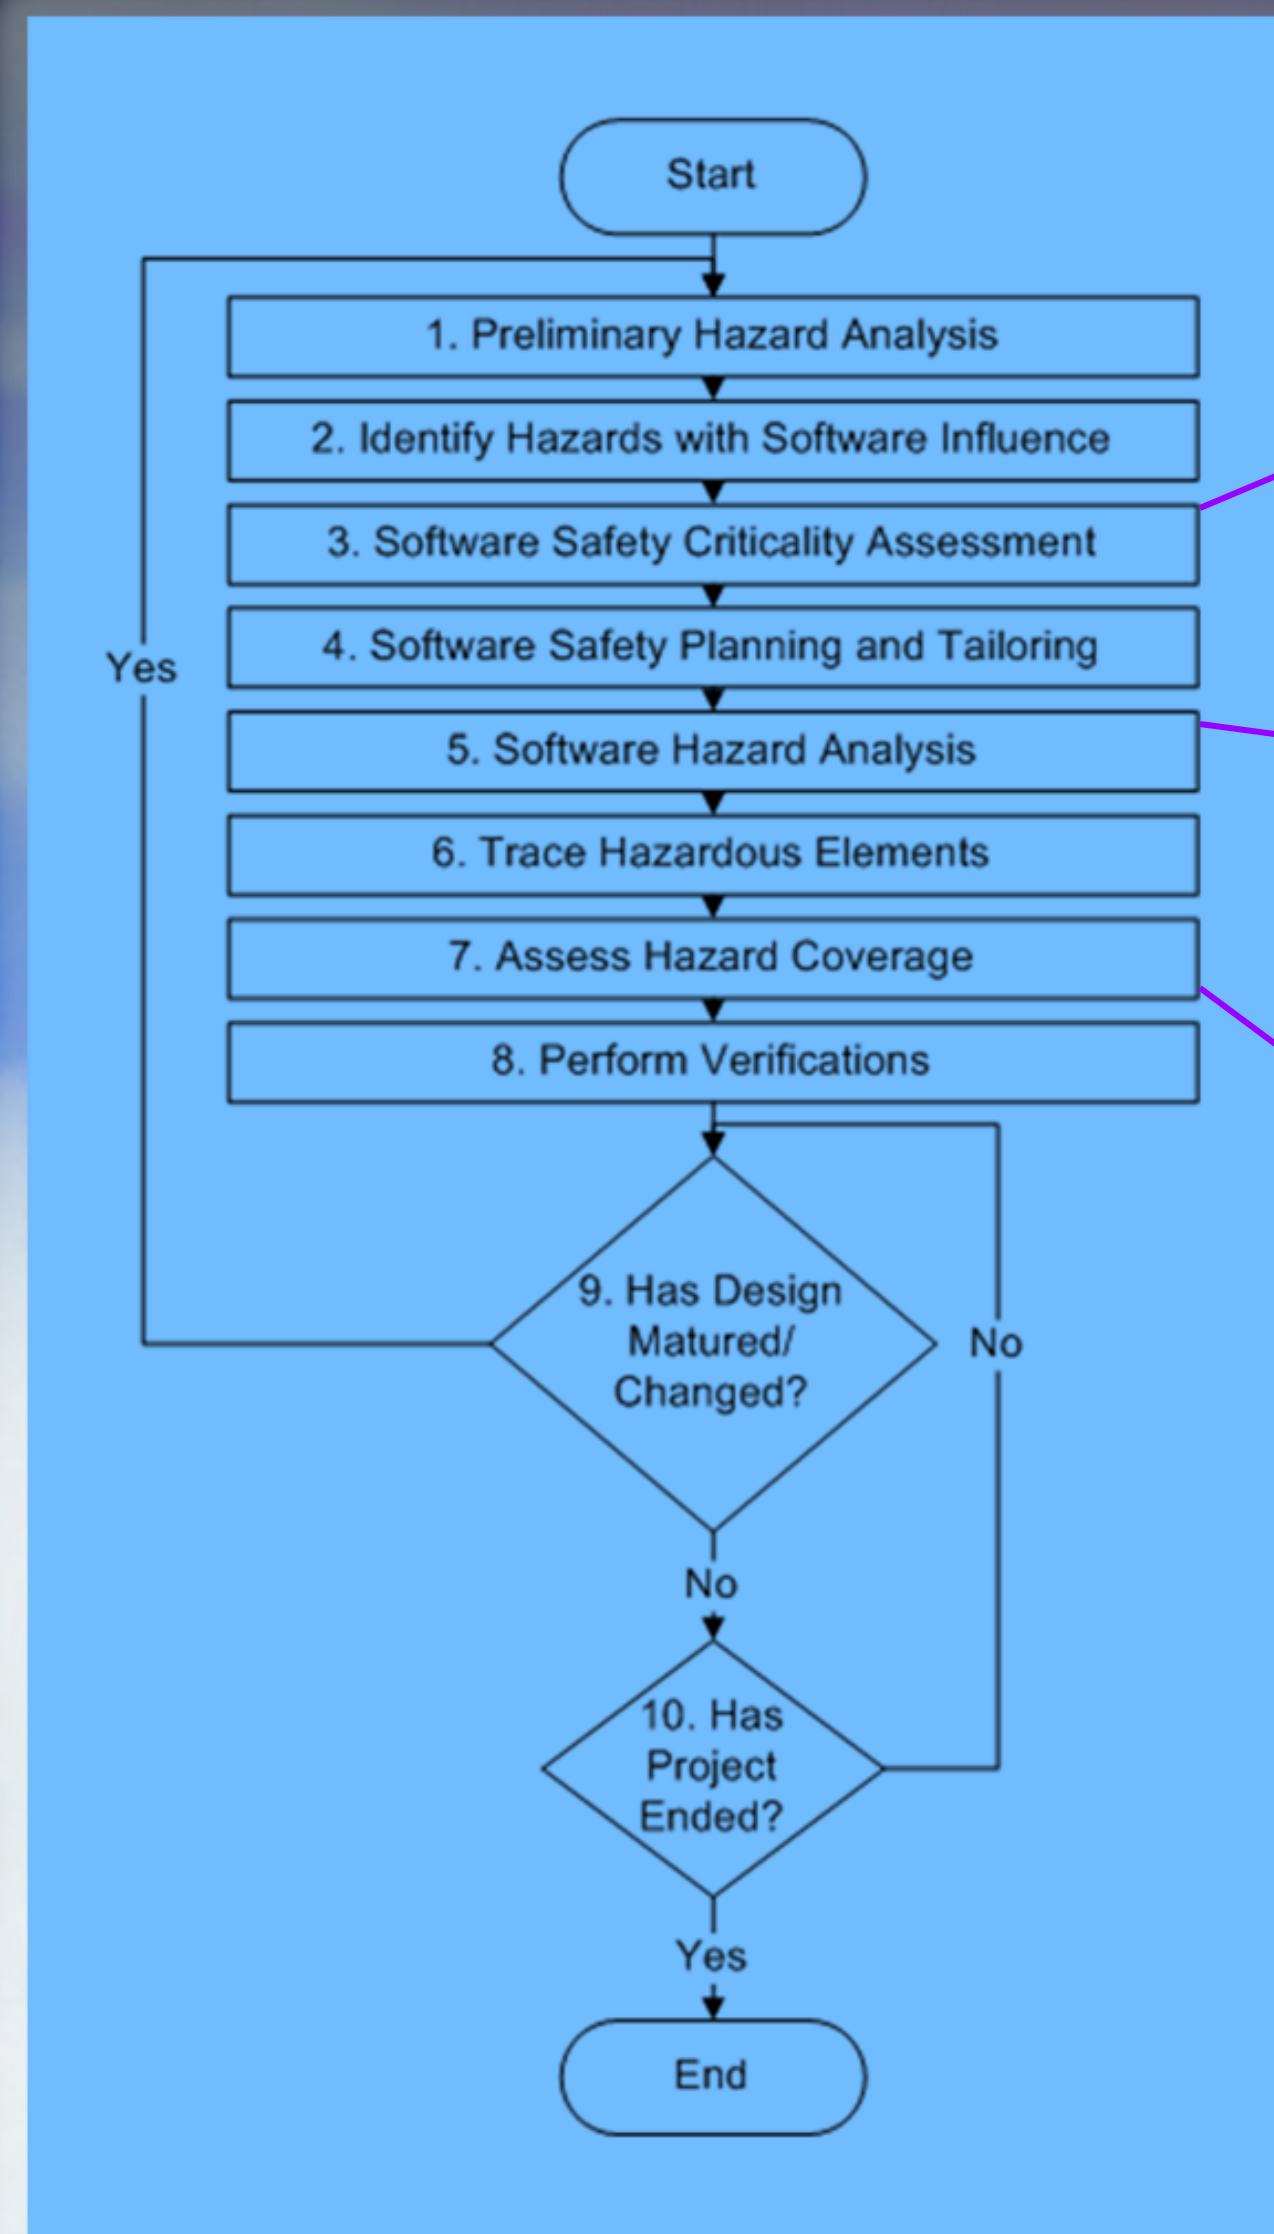 Start
1. Preliminary Hazard Analysis
2. Identify Hazards with Software Influence
3. Software Safety Criticality Assessment
4. Software Safety Planning and Tailoring
Yes
5. Software Hazard Analysis
6. Trace Hazardous Elements
7. Assess Hazard Coverage
8. Perform Verifications
9. Has Design
Matured/
Changed?
No
No
10. Has
Project
Ended?
Yes
End